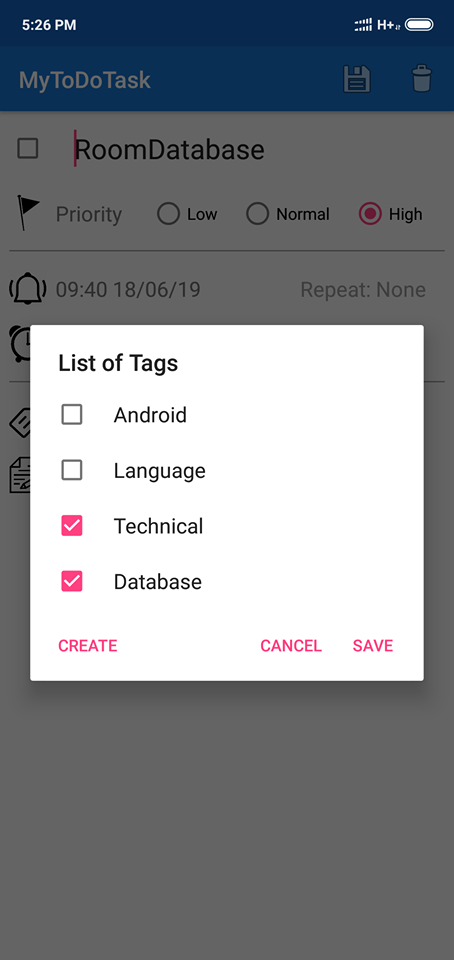 5:26 PM H+
MyToDoTask
RoomDatabase
Priority Low Normal High
09:40 18/06/19 Repeat: None
List of Tags
Android
Language
Technical
Database
CREATE CANCEL SAVE